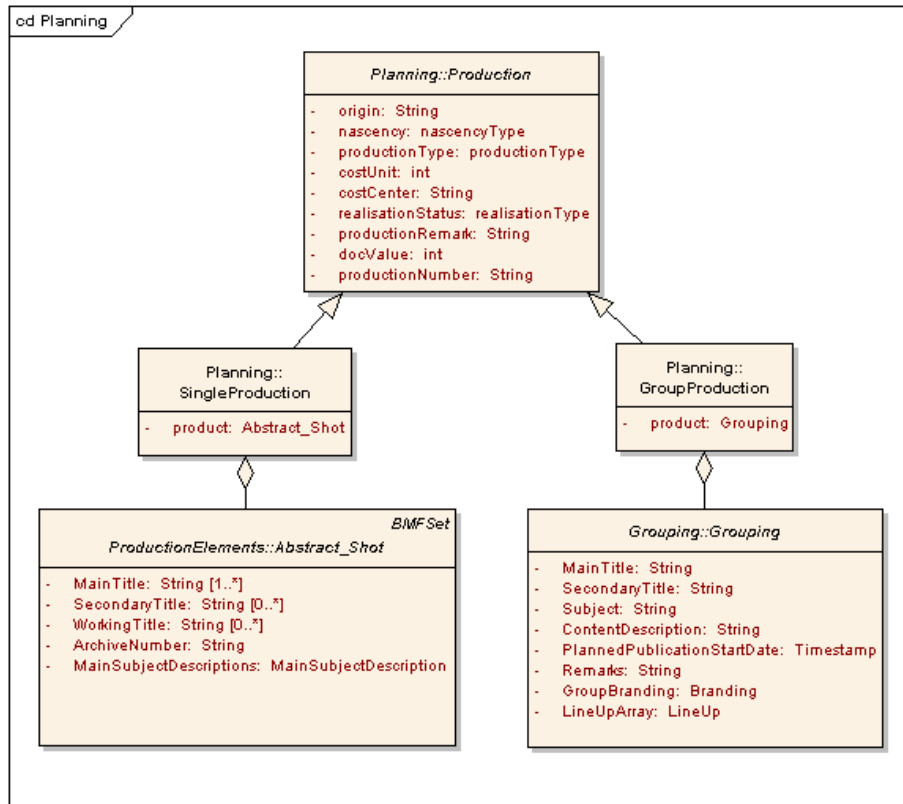 cd Planning
Planning::Production
- origin: String
- nascency: nascencyType
- productionType: productionType
- costUnit: int
- costCenter: String
- realisationStatus: realisationType
- productionRemark: String
- docValue: int
- productionNumber: String
Planning::
SingleProduction
- product: Abstract_Shot
Planning::
GroupProduction
- product: Grouping
BMFSet
ProductionElements::Abstract_Shot
- MainTitle: String [1..*]
- SecondaryTitle: String [0..*]
- WorkingTitle: String [0..*]
- ArchiveNumber: String
- MainSubjectDescriptions: MainSubjectDescription
Grouping::Grouping
- MainTitle: String
- SecondaryTitle: String
- Subject: String
- ContentDescription: String
- PlannedPublicationStartDate: Timestamp
- Remarks: String
- GroupBranding: Branding
- LineUpArray: LineUp